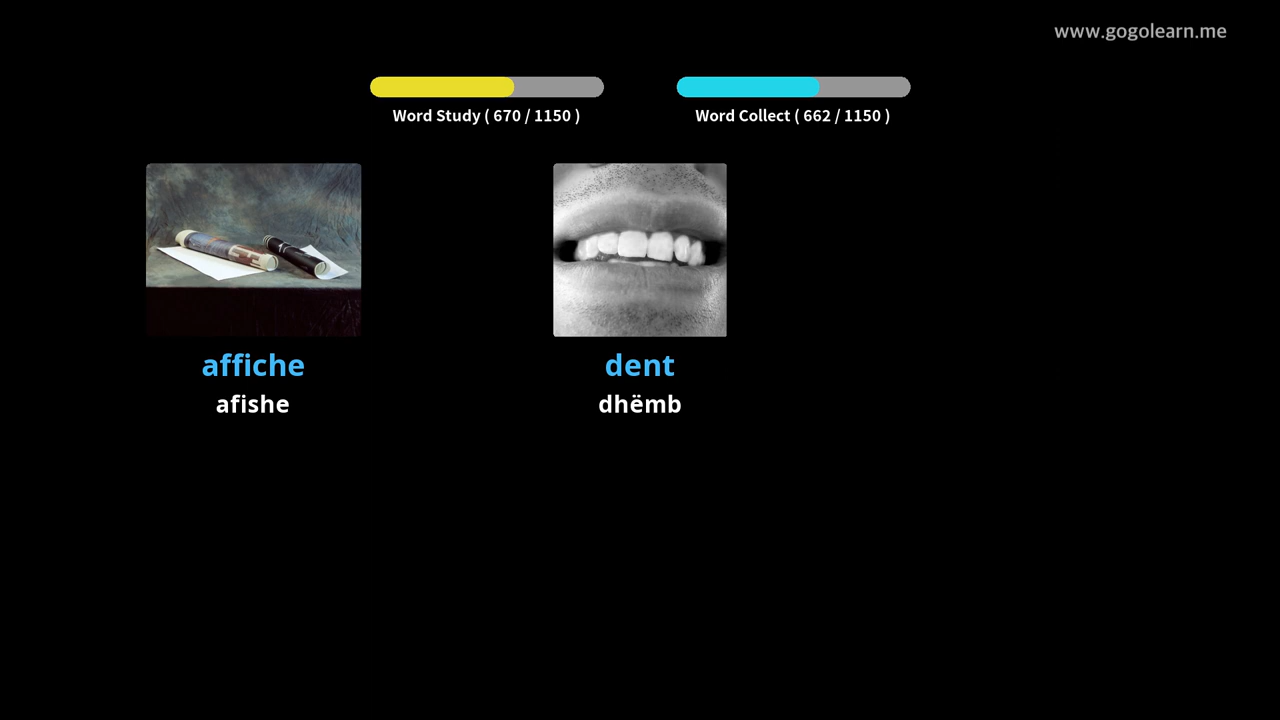 www.gogolearn.me
Word Study ( 670 / 1150 )
Word Collect ( 662 / 1150 )
affiche
afishe
dent
dhëmb